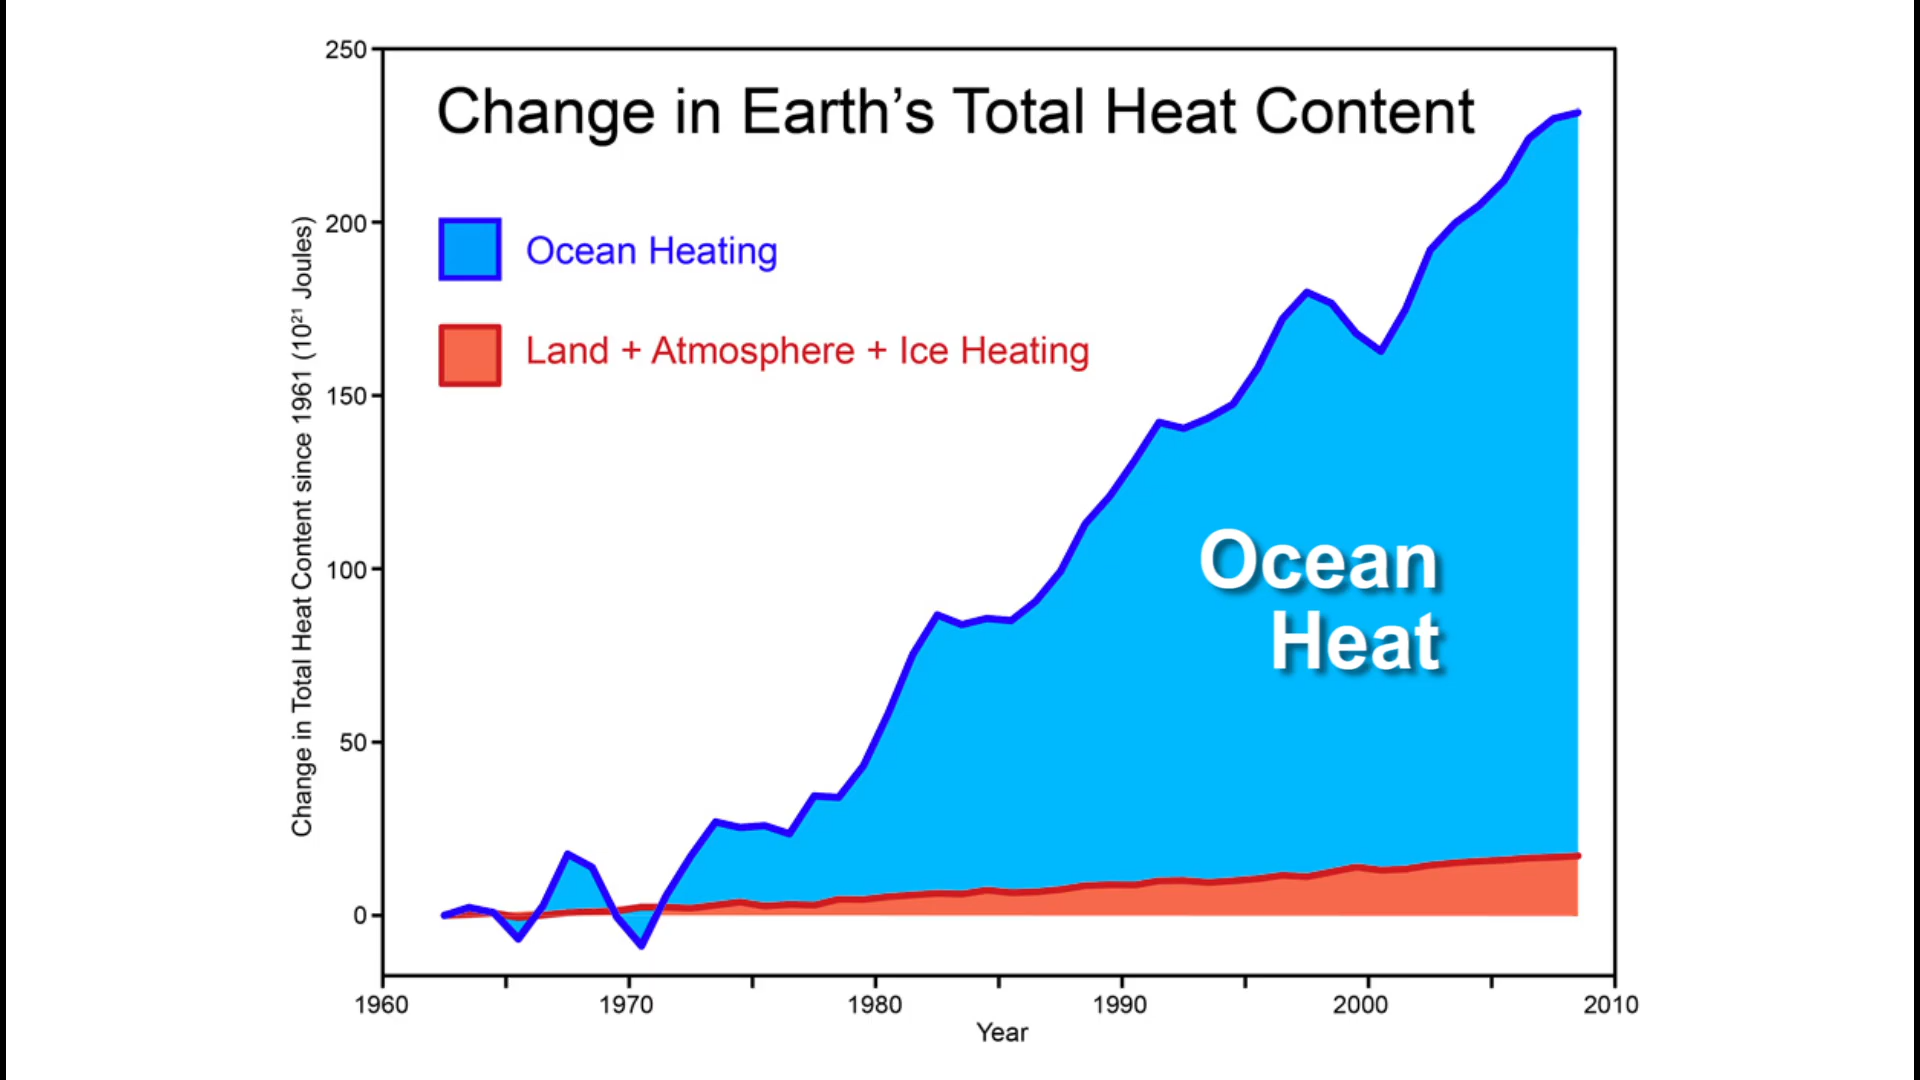 Change in Earth’s Total Heat Content
Ocean Heating
Land + Atmosphere + Ice Heating
Ocean
Heat
Change in Total Heat Content since 1961 (10²¹ Joules)
250
200
150
100
50
0
1960 1970 1980 1990 2000 2010
Year